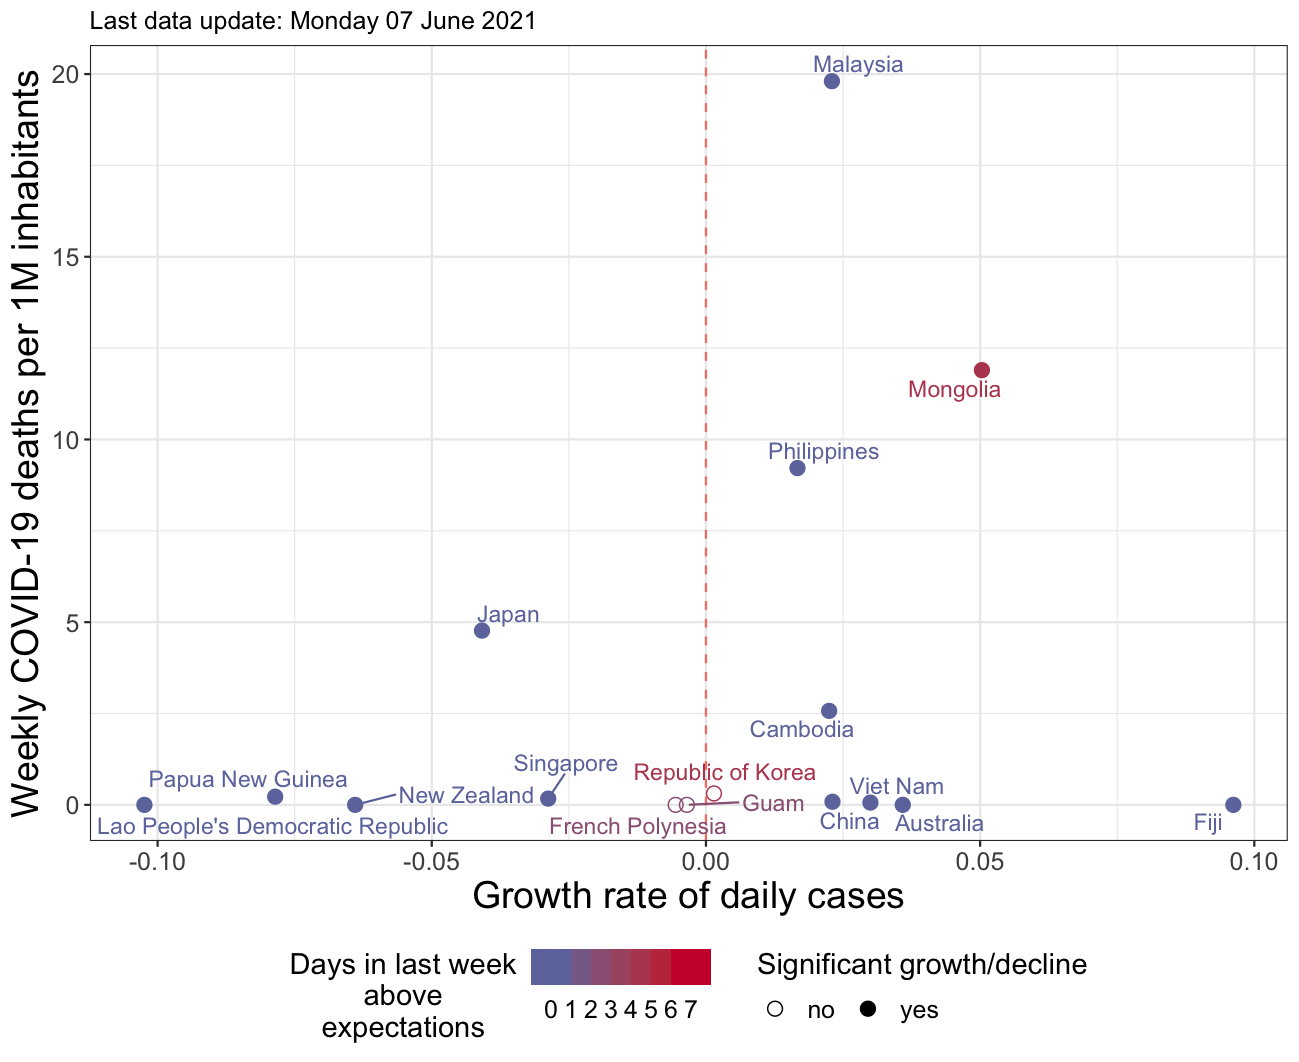 Last data update: Monday 07 June 2021
Weekly COVID-19 deaths per 1M inhabitants
20
15
10
5
0
Malaysia
Mongolia
Philippines
Japan
Cambodia
Singapore
Republic of Korea
Papua New Guinea
Viet Nam
New Zealand
Guam
China
Australia
Fiji
Lao People's Democratic Republic
French Polynesia
-0.10 -0.05 0.00 0.05 0.10
Growth rate of daily cases
Days in last week
above
expectations
0 1 2 3 4 5 6 7
Significant growth/decline
no yes